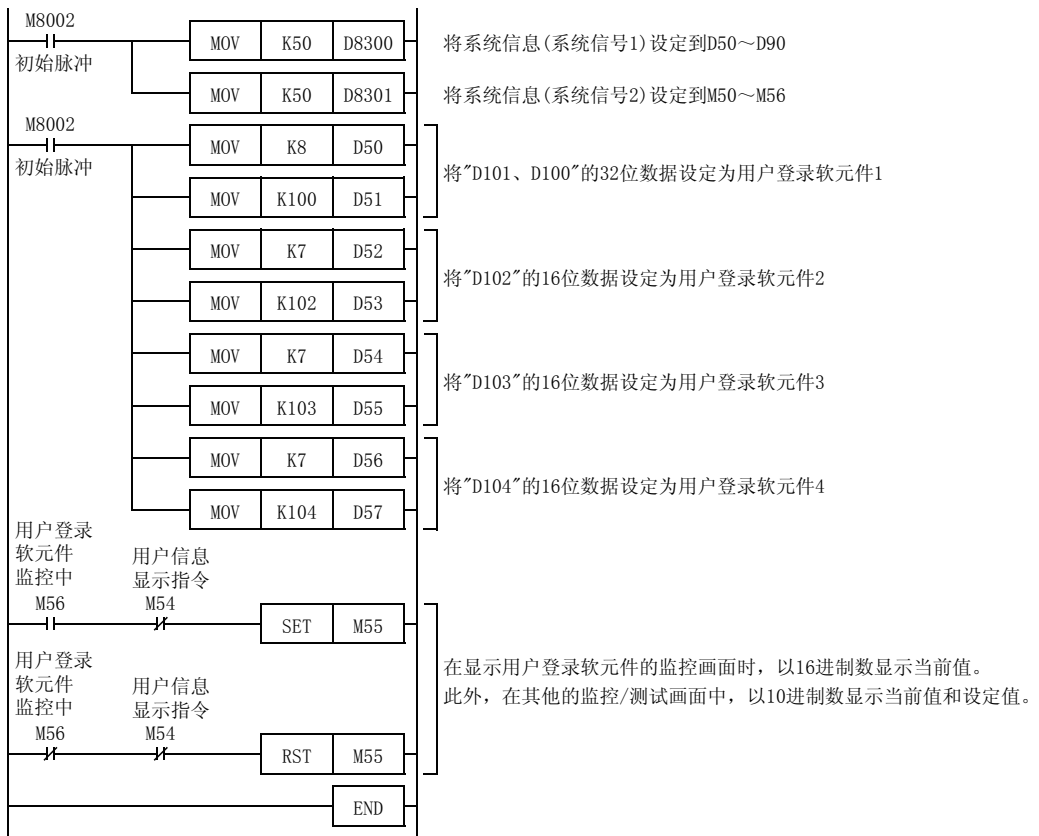 M8002
初始脉冲
MOV K50 D8300
将系统信息(系统信号1)设定到D50～D90
MOV K50 D8301
将系统信息(系统信号2)设定到M50～M56
M8002
初始脉冲
MOV K8 D50
MOV K100 D51
将"D101、D100"的32位数据设定为用户登录软元件1
MOV K7 D52
MOV K102 D53
将"D102"的16位数据设定为用户登录软元件2
MOV K7 D54
MOV K103 D55
将"D103"的16位数据设定为用户登录软元件3
MOV K7 D56
MOV K104 D57
将"D104"的16位数据设定为用户登录软元件4
用户登录
软元件
监控中
M56
用户信息
显示指令
M54
SET M55
用户登录
软元件
监控中
M56
用户信息
显示指令
M54
RST M55
在显示用户登录软元件的监控画面时，以16进制数显示当前值。
此外，在其他的监控/测试画面中，以10进制数显示当前值和设定值。
END